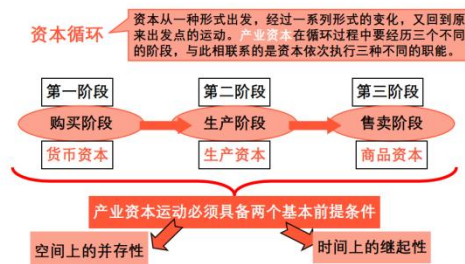 资本循环
资本从一种形式出发，经过一系列形式的变化，又回到原
来出发点的运动。产业资本在循环过程中要经历三个不同
的阶段，与此相联系的是资本依次执行三种不同的职能。
第一阶段
第二阶段
第三阶段
购买阶段
生产阶段
售卖阶段
货币资本
生产资本
商品资本
产业资本运动必须具备两个基本前提条件
空间上的并存性
时间上的继起性